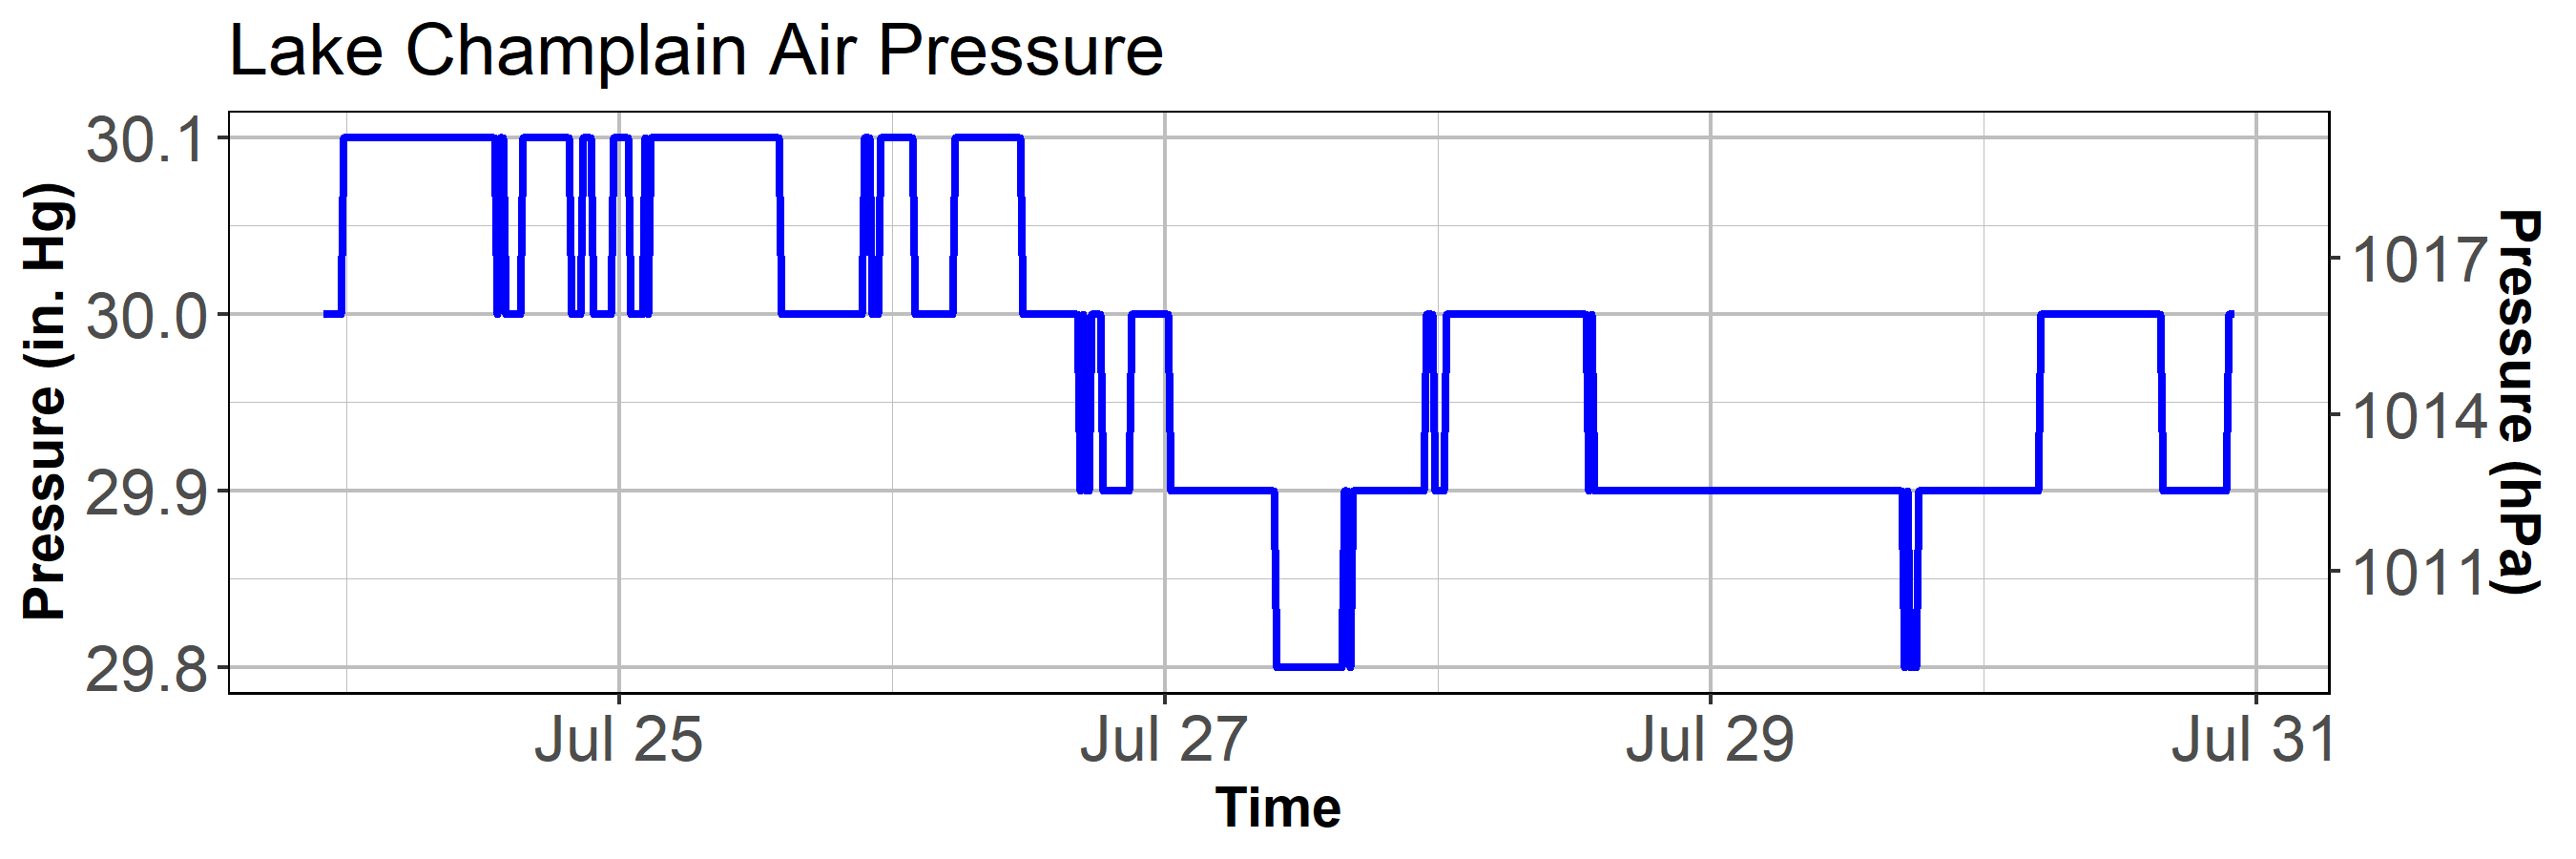 Lake Champlain Air Pressure
Pressure (in. Hg)
30.1
30.0
29.9
29.8
1017
1014
1011
Pressure (hPa)
Jul 25 Jul 27 Jul 29 Jul 31
Time